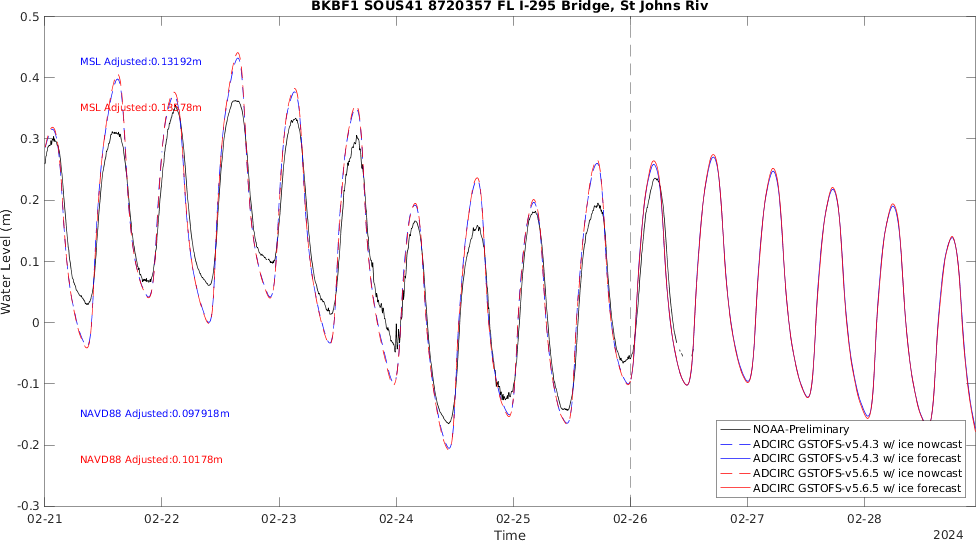 BKBF1 SOUS41 8720357 FL I-295 Bridge, St Johns Riv
0.5
0.4
0.3
0.2
0.1
0
-0.1
-0.2
-0.3
Water Level (m)
MSL Adjusted:0.13192m
MSL Adjusted:0.13578m
NAVD88 Adjusted:0.097918m
NAVD88 Adjusted:0.10178m
NOAA-Preliminary
ADCIRC GSTOFS-v5.4.3 w/ ice nowcast
ADCIRC GSTOFS-v5.4.3 w/ ice forecast
ADCIRC GSTOFS-v5.6.5 w/ ice nowcast
ADCIRC GSTOFS-v5.6.5 w/ ice forecast
02-21 02-22 02-23 02-24 02-25 02-26 02-27 02-28
Time
2024